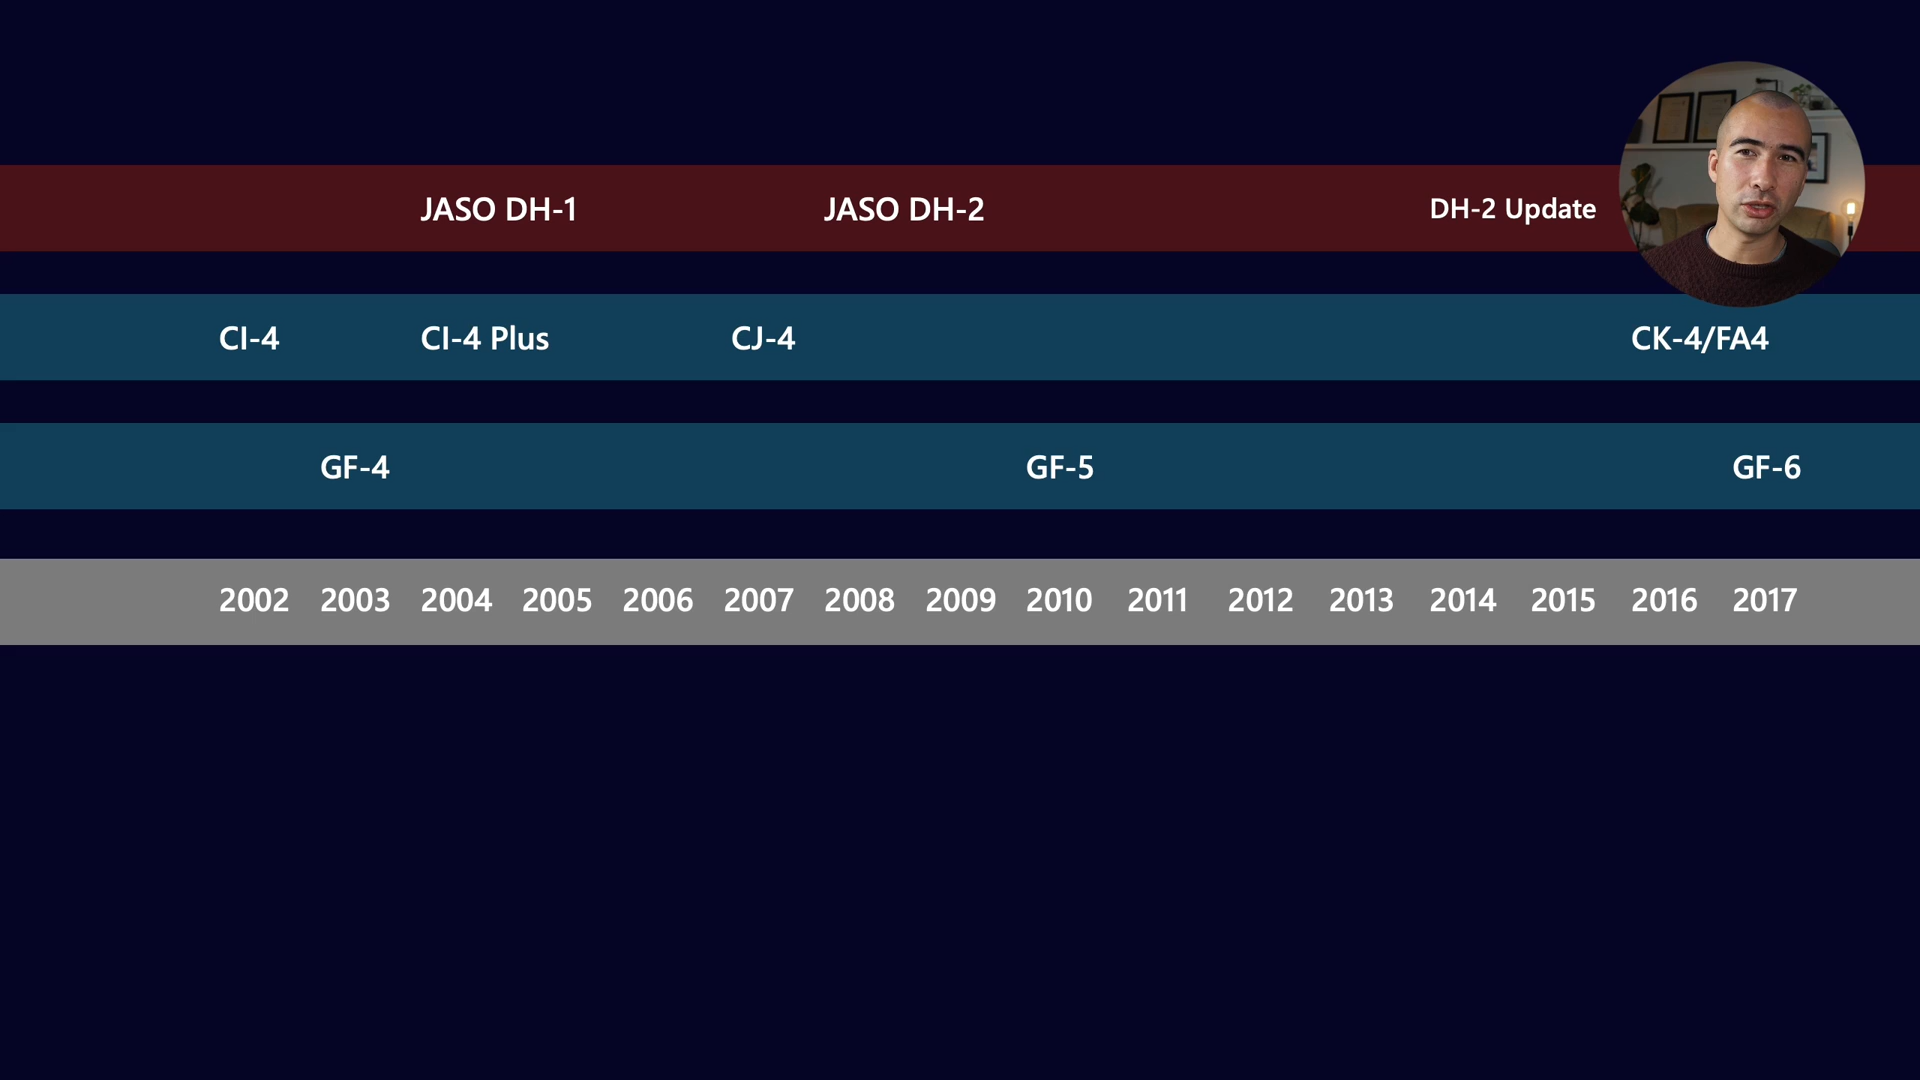 JASO DH-1 JASO DH-2 DH-2 Update
CI-4 CI-4 Plus CJ-4 CK-4/FA4
GF-4 GF-5 GF-6
2002 2003 2004 2005 2006 2007 2008 2009 2010 2011 2012 2013 2014 2015 2016 2017